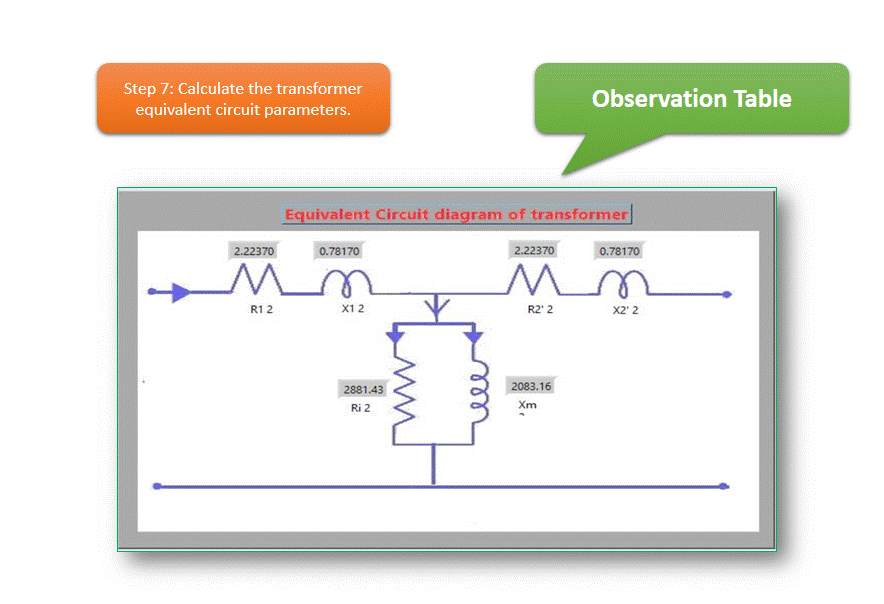 Step 7: Calculate the transformer
equivalent circuit parameters.
Observation Table
Equivalent Circuit diagram of transformer
2.22370
0.78170
2.22370
0.78170
R1 2
X1 2
R2' 2
X2' 2
2881.43
2083.16
Ri 2
Xm